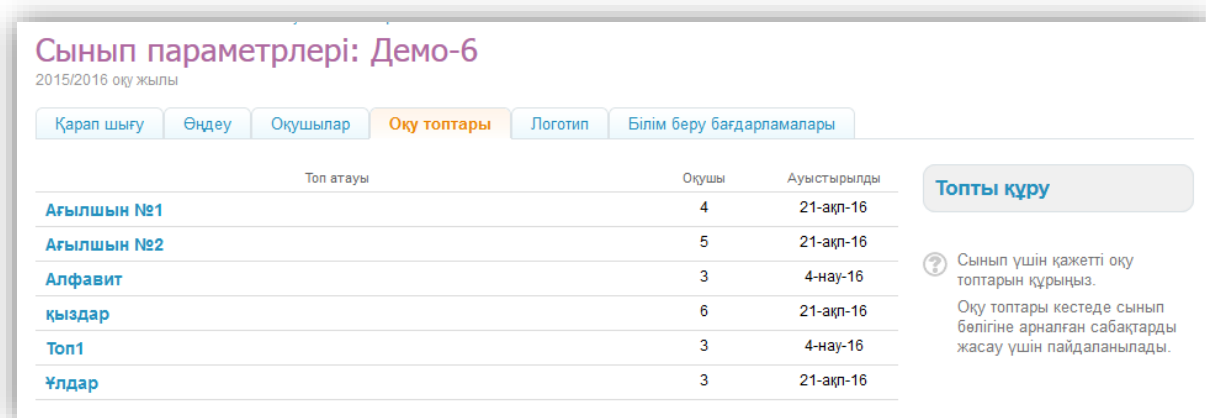 Сынып параметрлері: Демо-6
2015/2016 оқу жылы
Қарап шығу Өңдеу Оқушылар Оқу топтары Логотип Білім беру бағдарламалары
Топ атауы Оқушы Ауыстырылды
Ағылшын №1 4 21-ақп-16
Ағылшын №2 5 21-ақп-16
Алфавит 3 4-нау-16
қыздар 6 21-ақп-16
Топ1 3 4-нау-16
Ұлдар 3 21-ақп-16
Топты құру
Сынып үшін қажетті оқу
топтарын құрыңыз.
Оқу топтары кестеде сынып
бөлігіне арналған сабақтарды
жасау үшін пайдаланылады.